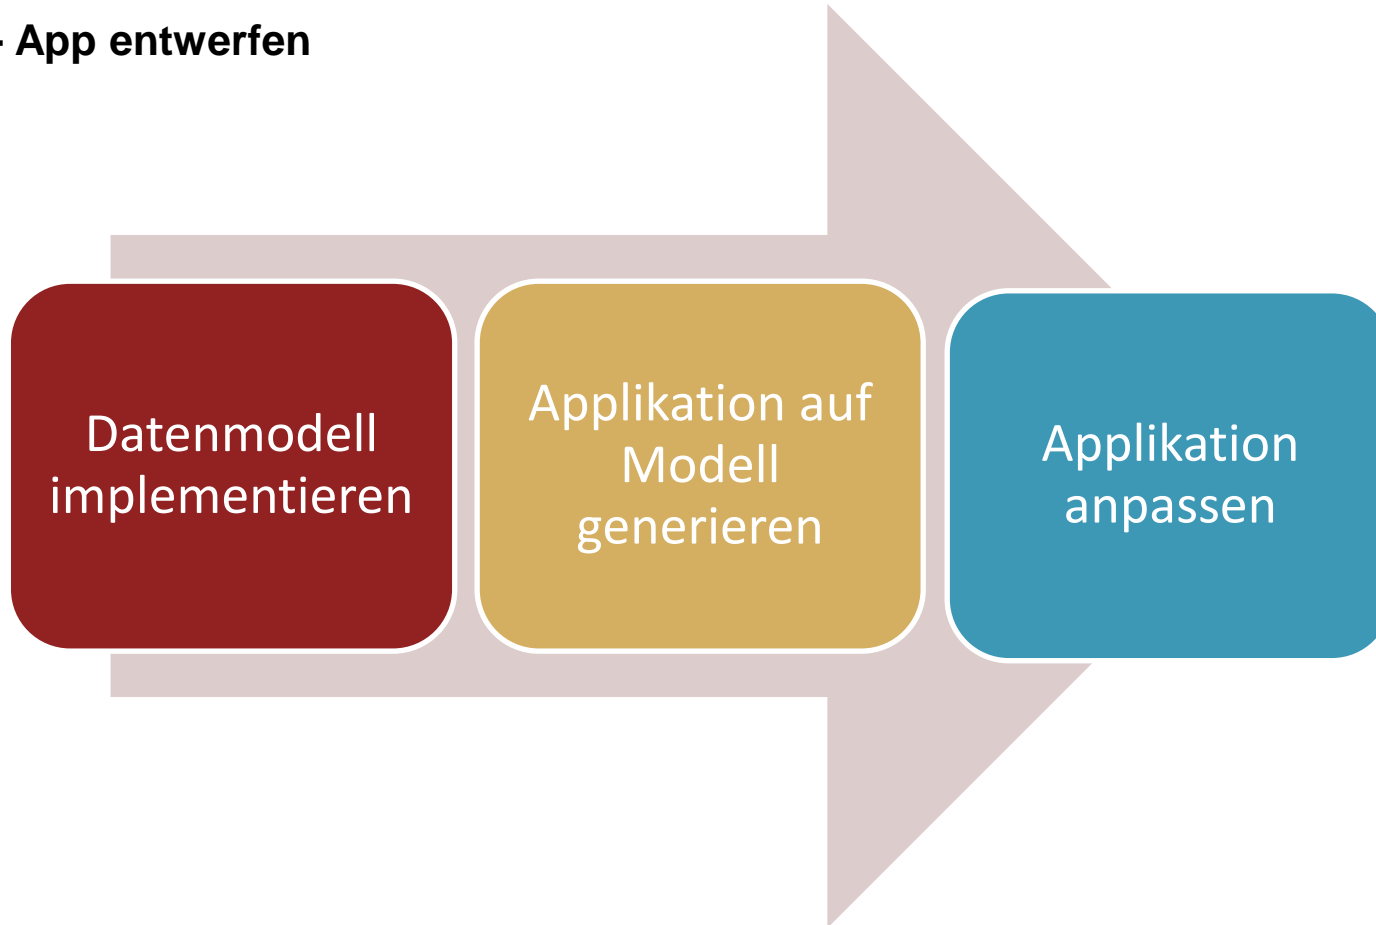 - App entwerfen
Datenmodell
implementieren
Applikation auf
Modell
generieren
Applikation
anpassen